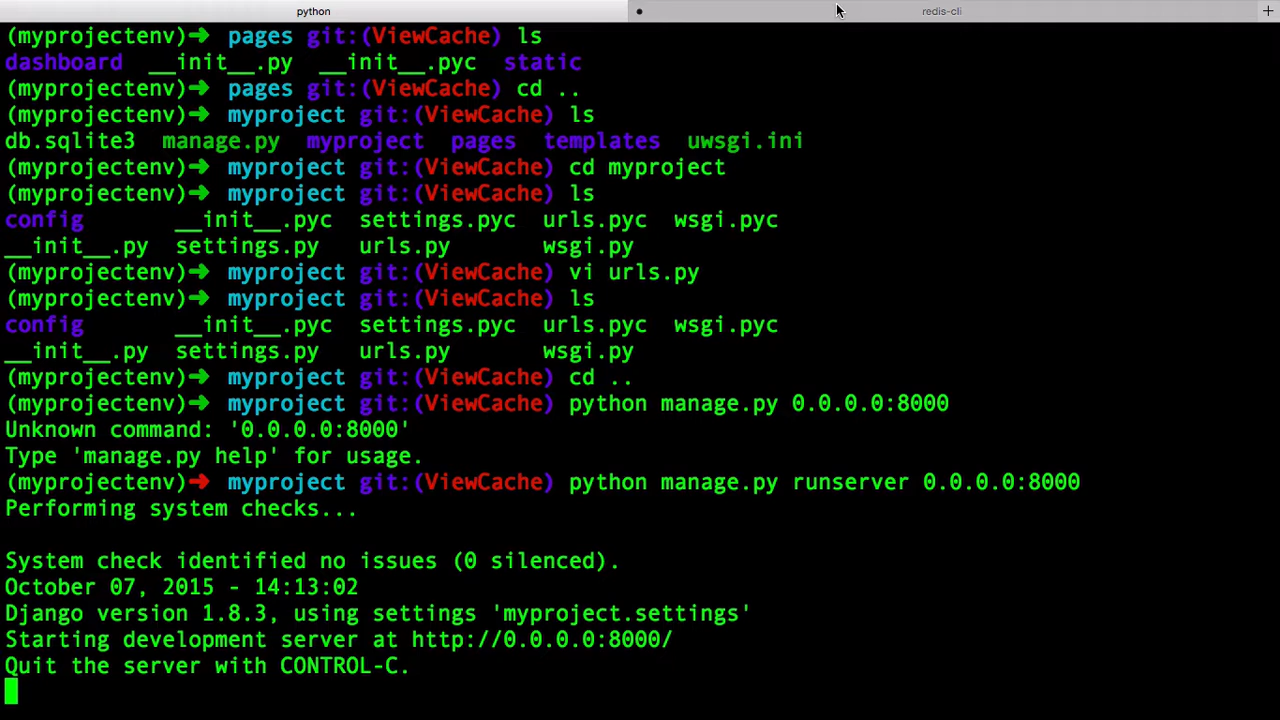 python redis-cli +
(myprojectenv)➜ pages git:(ViewCache) ls
dashboard __init__.py __init__.pyc static
(myprojectenv)➜ pages git:(ViewCache) cd ..
(myprojectenv)➜ myproject git:(ViewCache) ls
db.sqlite3 manage.py myproject pages templates uwsgi.ini
(myprojectenv)➜ myproject git:(ViewCache) cd myproject
(myprojectenv)➜ myproject git:(ViewCache) ls
config __init__.pyc settings.pyc urls.pyc wsgi.pyc
__init__.py settings.py urls.py wsgi.py
(myprojectenv)➜ myproject git:(ViewCache) vi urls.py
(myprojectenv)➜ myproject git:(ViewCache) ls
config __init__.pyc settings.pyc urls.pyc wsgi.pyc
__init__.py settings.py urls.py wsgi.py
(myprojectenv)➜ myproject git:(ViewCache) cd ..
(myprojectenv)➜ myproject git:(ViewCache) python manage.py 0.0.0.0:8000
Unknown command: '0.0.0.0:8000'
Type 'manage.py help' for usage.
(myprojectenv)➜ myproject git:(ViewCache) python manage.py runserver 0.0.0.0:8000
Performing system checks...
System check identified no issues (0 silenced).
October 07, 2015 - 14:13:02
Django version 1.8.3, using settings 'myproject.settings'
Starting development server at http://0.0.0.0:8000/
Quit the server with CONTROL-C.